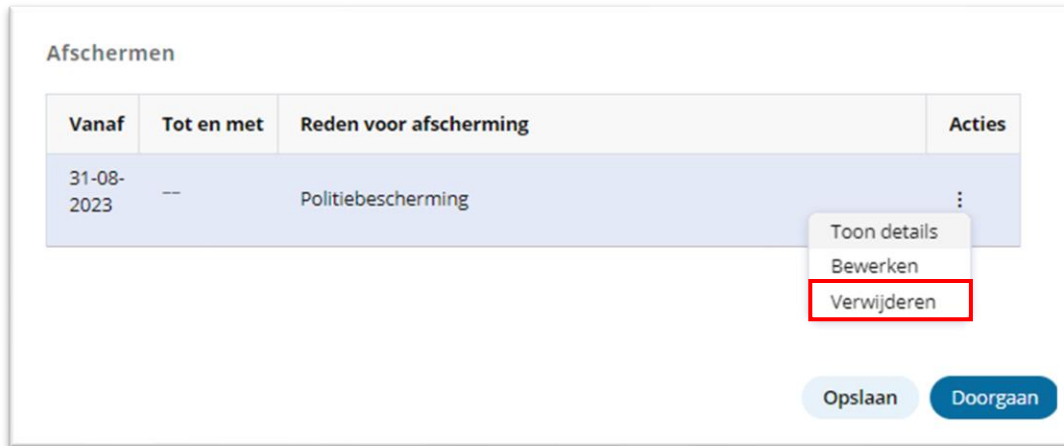 Afschermen
Vanaf Tot en met Reden voor afscherming Acties
31-08-
2023
__ Politiebescherming
Toon details
Bewerken
Verwijderen
Opslaan Doorgaan